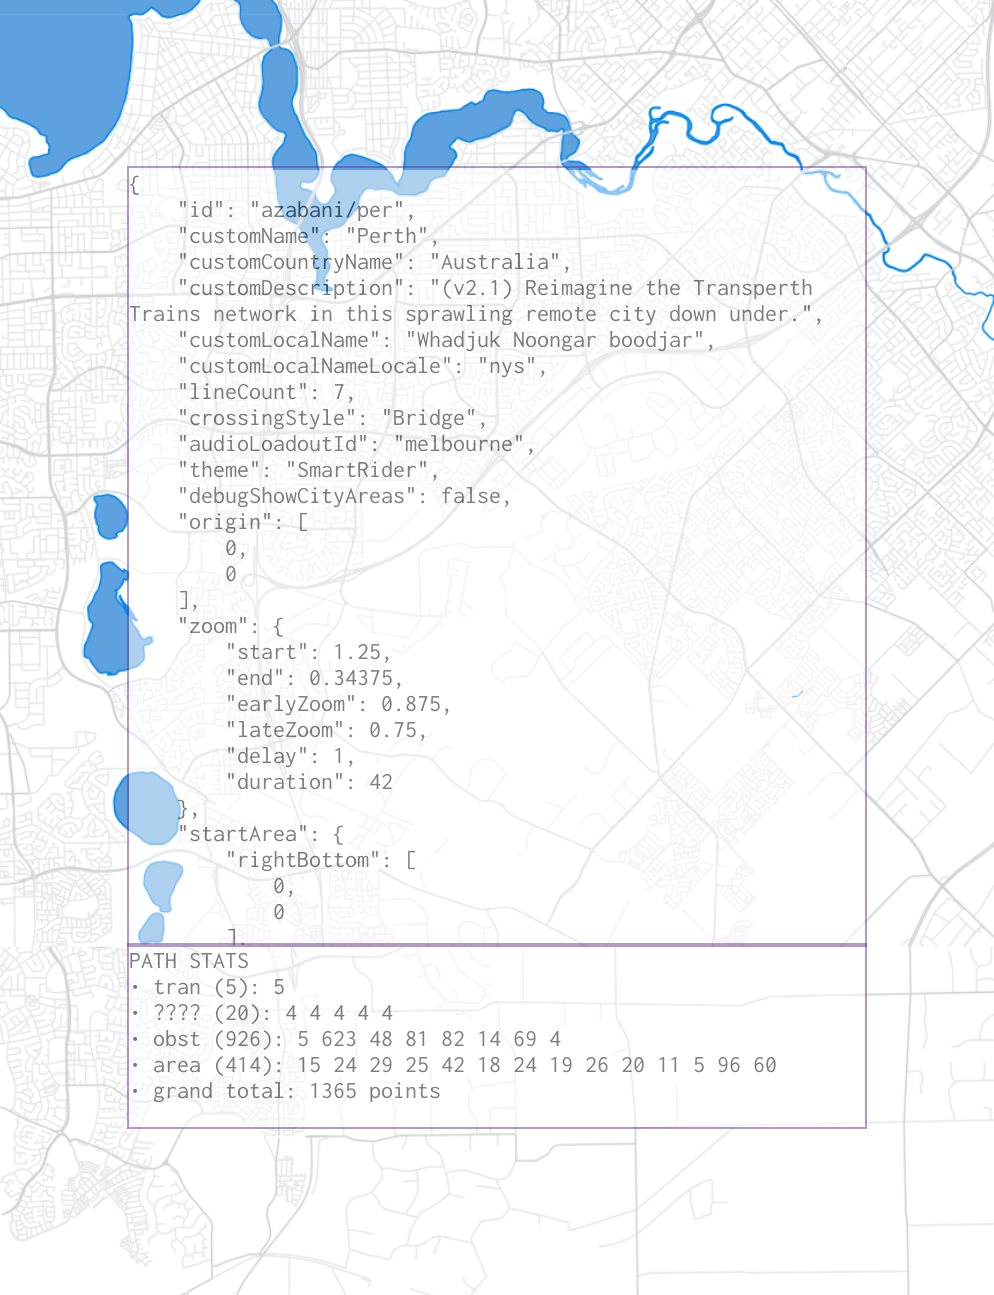 {
"id": "azabani/per",
"customName": "Perth",
"customCountryName": "Australia",
"customDescription": "(v2.1) Reimagine the Transperth
Trains network in this sprawling remote city down under.",
"customLocalName": "Whadjuk Noongar boodjar",
"customLocalNameLocale": "nys",
"lineCount": 7,
"crossingStyle": "Bridge",
"audioLoadoutId": "melbourne",
"theme": "SmartRider",
"debugShowCityAreas": false,
"origin": [
0,
0
],
"zoom": {
"start": 1.25,
"end": 0.34375,
"earlyZoom": 0.875,
"lateZoom": 0.75,
"delay": 1,
"duration": 42
},
"startArea": {
"rightBottom": [
0,
0
],
PATH STATS
• tran (5): 5
• ???? (20): 4 4 4 4 4
• obst (926): 5 623 48 81 82 14 69 4
• area (414): 15 24 29 25 42 18 24 19 26 20 11 5 96 60
• grand total: 1365 points